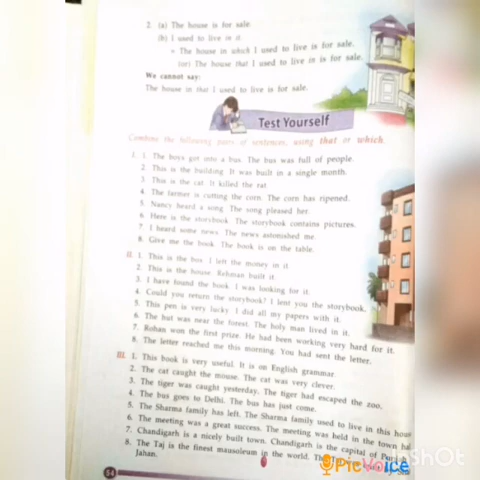 2. (a) The house is for sale
(b) I used to live in it.
The house in which I used to live is for sale.
(or) The house that I used to live in is for sale.
We cannot say:
The house in that I used to live is for sale.
Test Yourself
Combine the following pairs of sentences, using that or which.
I. 1. The boys got into a bus. The bus was full of people.
2. This is the building. It was built in a single month.
3. This is the cat. It killed the rat.
4. The farmer is cutting the corn. The corn has ripened.
5. Nancy heard a song. The song pleased her.
6. Here is the storybook. The storybook contains pictures.
7. I heard some news. The news astonished me.
8. Give me the book. The book is on the table.
II. 1. This is the box. I left the money in it.
2. This is the house. Rehman built it.
3. I have found the book. I was looking for it.
4. Could you return the storybook? I lent you the storybook.
5. This pen is very lucky. I did all my papers with it.
6. The hut was near the forest. The holy man lived in it.
7. Rohan won the first prize. He had been working very hard for it.
8. The letter reached me this morning. You had sent the letter.
III. 1. This book is very useful. It is on English grammar.
2. The cat caught the mouse. The cat was very clever.
3. The tiger was caught yesterday. The tiger had escaped the zoo.
4. The bus goes to Delhi. The bus has just come.
5. The Sharma family has left. The Sharma family used to live in this hous
6. The meeting was a great success. The meeting was held in the town ha
7. Chandigarh is a nicely built town. Chandigarh is the capital of
8. The Taj is the finest mausoleum in the world. The
Jahan.
54
PicVoice